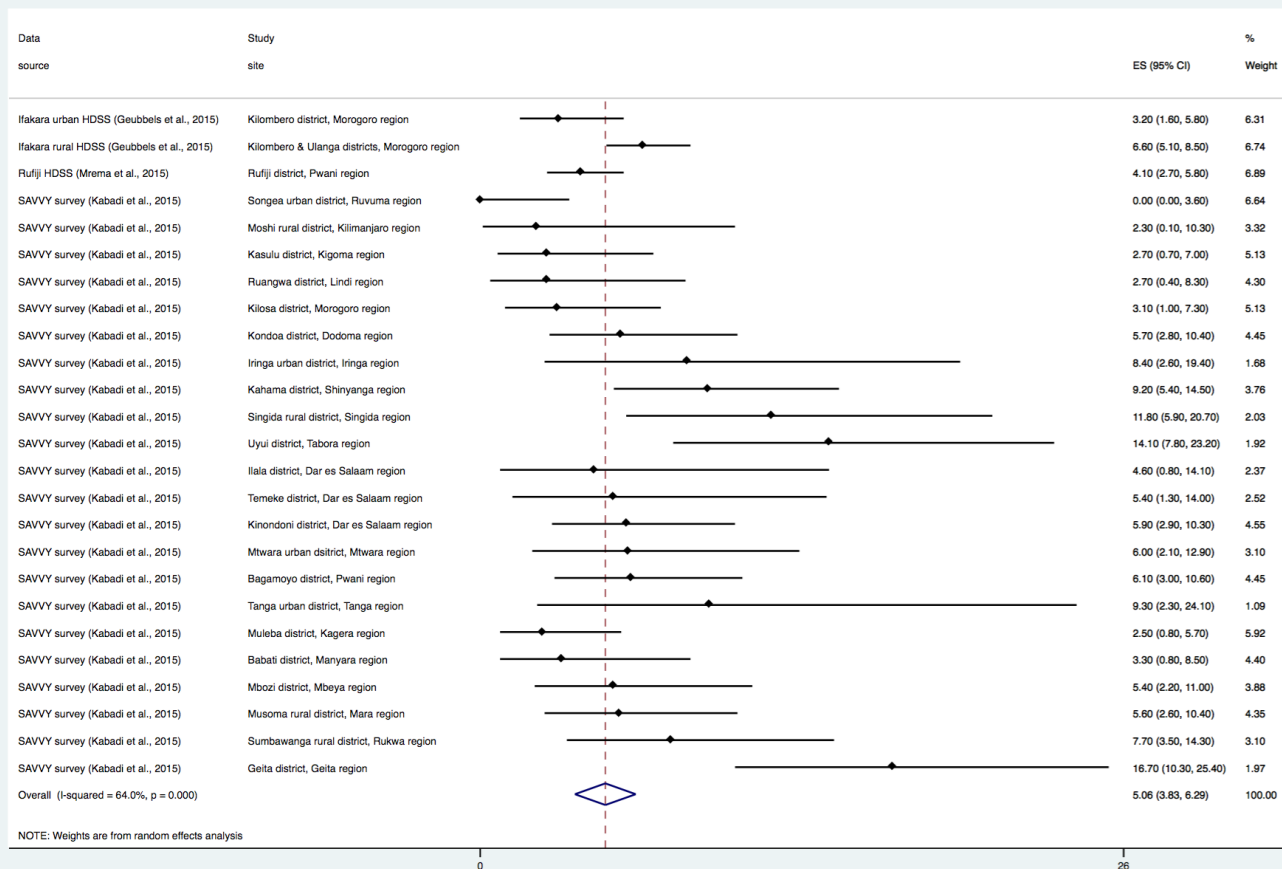 Data Study %
source site ES (95% CI) Weight
Ifakara urban HDSS (Geubbels et al., 2015) Kilombero district, Morogoro region 3.20 (1.60, 5.80) 6.31
Ifakara rural HDSS (Geubbels et al., 2015) Kilombero & Ulanga districts, Morogoro region 6.60 (5.10, 8.50) 6.74
Rufiji HDSS (Mrema et al., 2015) Rufiji district, Pwani region 4.10 (2.70, 5.80) 6.89
SAVVY survey (Kabadi et al., 2015) Songea urban district, Ruvuma region 0.00 (0.00, 3.60) 6.64
SAVVY survey (Kabadi et al., 2015) Moshi rural district, Kilimanjaro region 2.30 (0.10, 10.30) 3.32
SAVVY survey (Kabadi et al., 2015) Kasulu district, Kigoma region 2.70 (0.70, 7.00) 5.13
SAVVY survey (Kabadi et al., 2015) Ruangwa district, Lindi region 2.70 (0.40, 8.30) 4.30
SAVVY survey (Kabadi et al., 2015) Kilosa district, Morogoro region 3.10 (1.00, 7.30) 5.13
SAVVY survey (Kabadi et al., 2015) Kondoa district, Dodoma region 5.70 (2.80, 10.40) 4.45
SAVVY survey (Kabadi et al., 2015) Iringa urban district, Iringa region 8.40 (2.60, 19.40) 1.68
SAVVY survey (Kabadi et al., 2015) Kahama district, Shinyanga region 9.20 (5.40, 14.50) 3.76
SAVVY survey (Kabadi et al., 2015) Singida rural district, Singida region 11.80 (5.90, 20.70) 2.03
SAVVY survey (Kabadi et al., 2015) Uyui district, Tabora region 14.10 (7.80, 23.20) 1.92
SAVVY survey (Kabadi et al., 2015) Ilala district, Dar es Salaam region 4.60 (0.80, 14.10) 2.37
SAVVY survey (Kabadi et al., 2015) Temeke district, Dar es Salaam region 5.40 (1.30, 14.00) 2.52
SAVVY survey (Kabadi et al., 2015) Kinondoni district, Dar es Salaam region 5.90 (2.90, 10.30) 4.55
SAVVY survey (Kabadi et al., 2015) Mtwara urban dsitrict, Mtwara region 6.00 (2.10, 12.90) 3.10
SAVVY survey (Kabadi et al., 2015) Bagamoyo district, Pwani region 6.10 (3.00, 10.60) 4.45
SAVVY survey (Kabadi et al., 2015) Tanga urban district, Tanga region 9.30 (2.30, 24.10) 1.09
SAVVY survey (Kabadi et al., 2015) Muleba district, Kagera region 2.50 (0.80, 5.70) 5.92
SAVVY survey (Kabadi et al., 2015) Babati district, Manyara region 3.30 (0.80, 8.50) 4.40
SAVVY survey (Kabadi et al., 2015) Mbozi district, Mbeya region 5.40 (2.20, 11.00) 3.88
SAVVY survey (Kabadi et al., 2015) Musoma rural district, Mara region 5.60 (2.60, 10.40) 4.35
SAVVY survey (Kabadi et al., 2015) Sumbawanga rural district, Rukwa region 7.70 (3.50, 14.30) 3.10
SAVVY survey (Kabadi et al., 2015) Geita district, Geita region 16.70 (10.30, 25.40) 1.97
Overall (I-squared = 64.0%, p = 0.000) 5.06 (3.83, 6.29) 100.00
NOTE: Weights are from random effects analysis
0 26